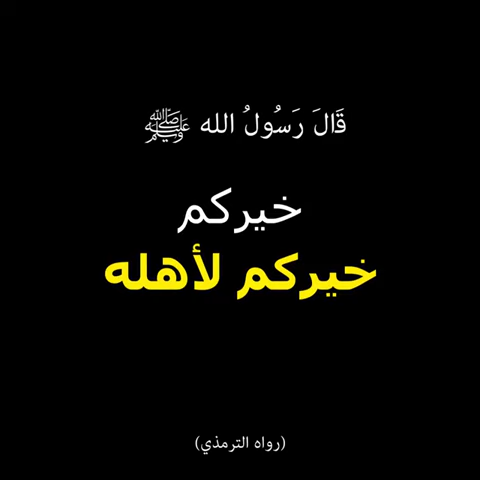 قَالَ رَسُولُ الله ﷺ
خيركم
خيركم لأهله
(رواه الترمذي)